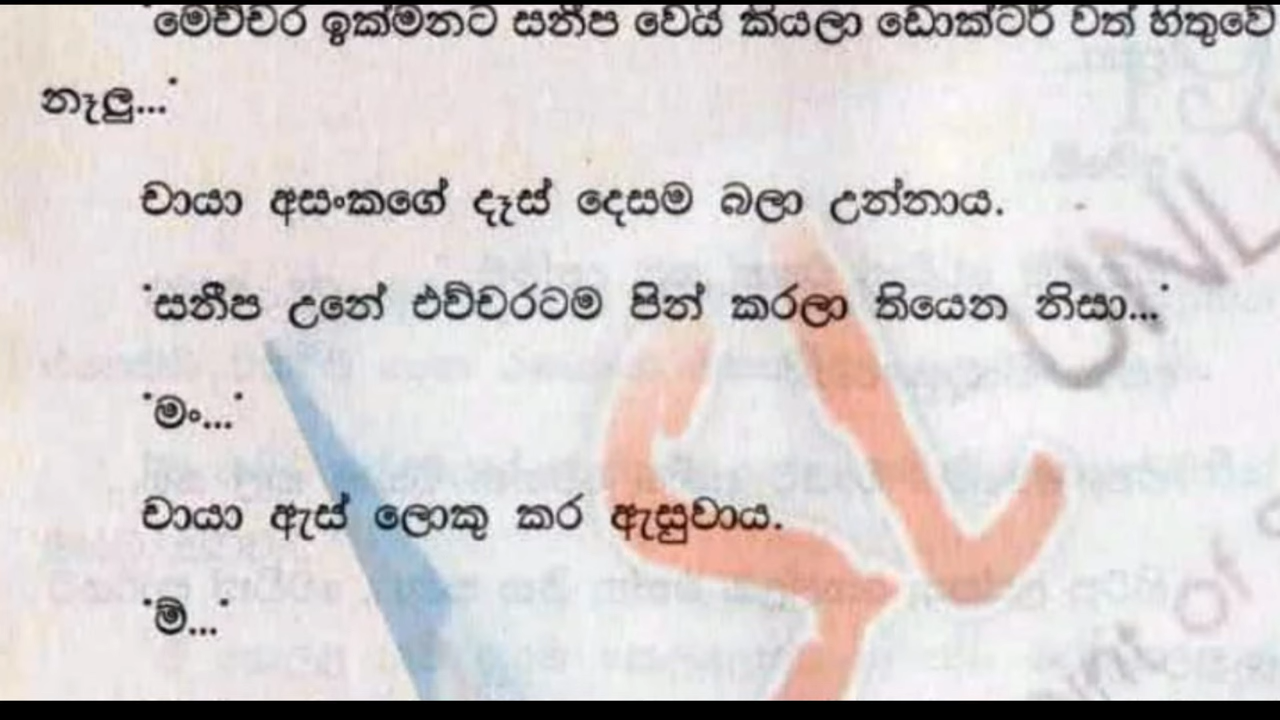 'මෙච්චර ඉක්මනට සනීප වෙයි කියලා ඩොක්ටර් වත් හිතුවේ
නෑලු...'
චායා අසංකගේ දෑස් දෙසම බලා උන්නාය.
'සනීප උනේ එච්චරටම පින් කරලා තියෙන නිසා...'
'මං...'
චායා ඇස් ලොකු කර ඇසුවාය.
'ම්...'